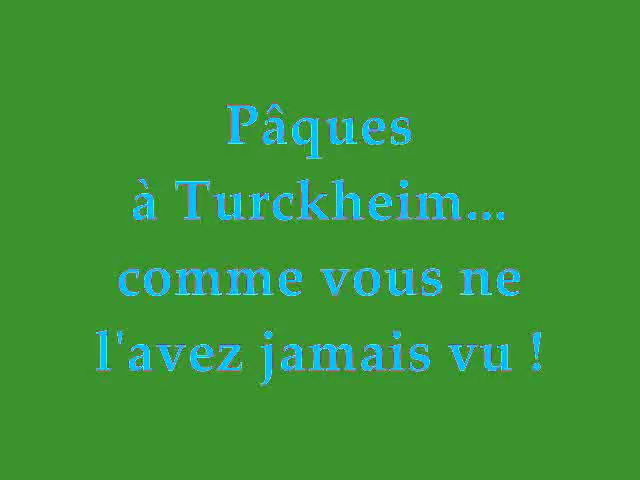 Pâques
à Turckheim...
comme vous ne
l'avez jamais vu !